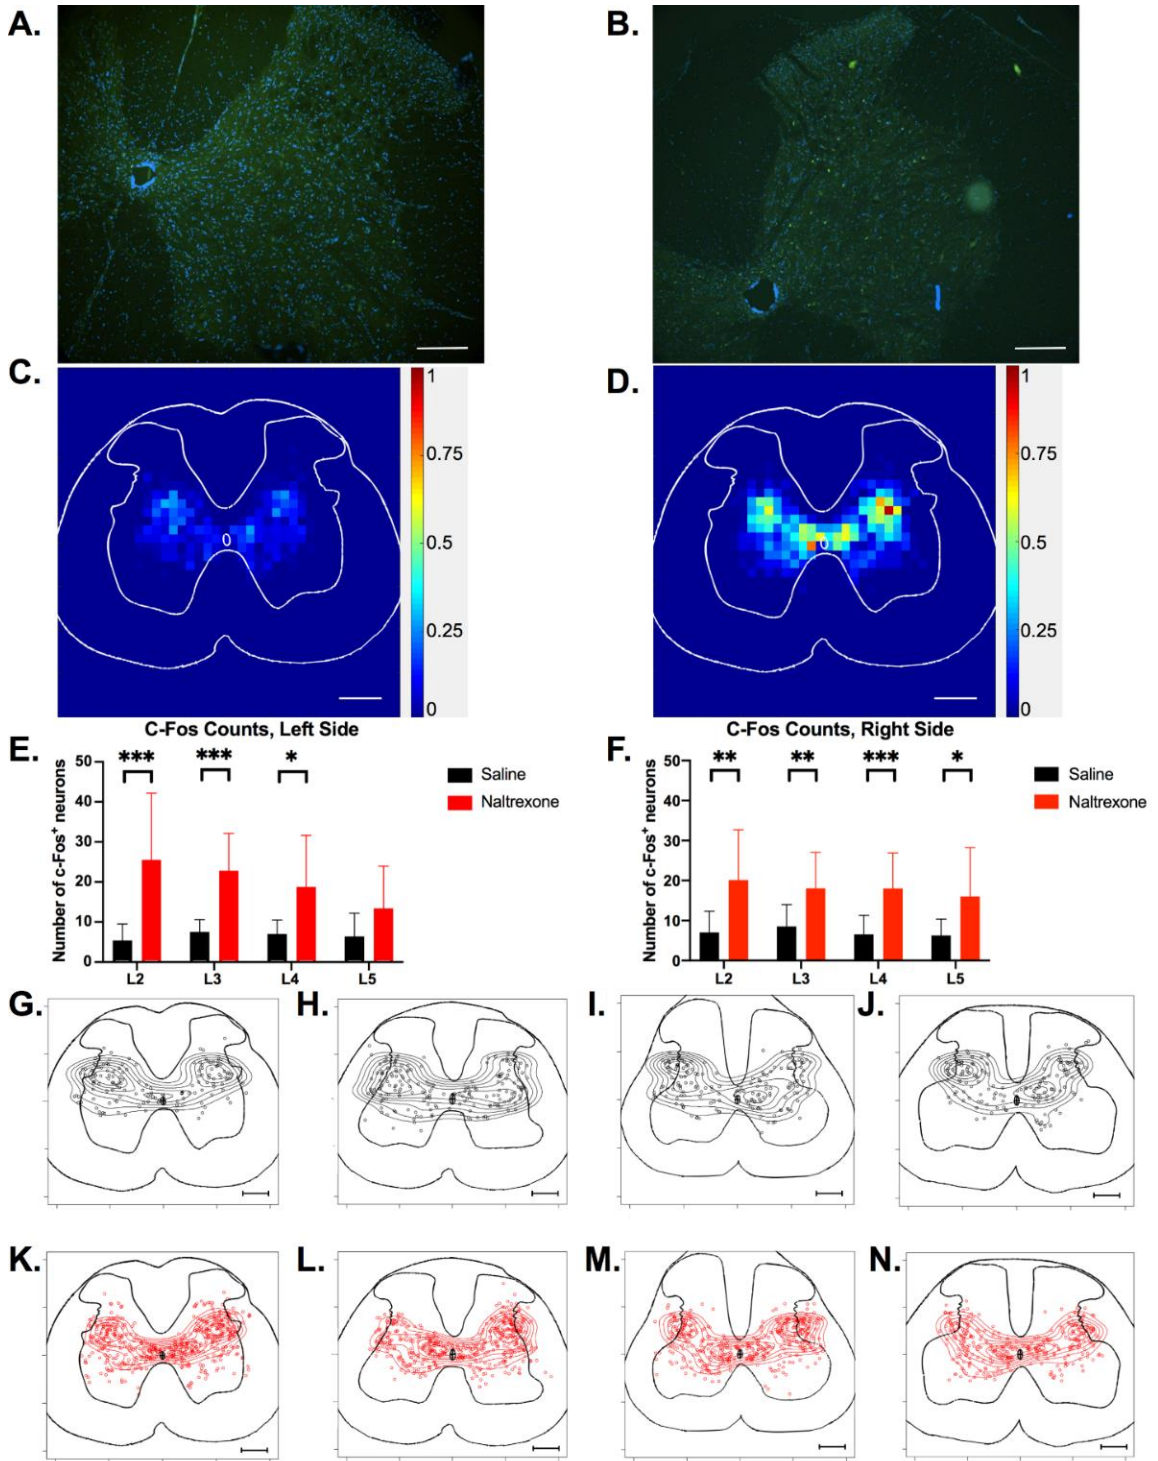 A.
B.
C.
1
0.75
0.5
0.25
0
D.
1
0.75
0.5
0.25
0
E.
C-Fos Counts, Left Side
Number of c-Fos⁺ neurons
50
40
30
20
10
0
***
***
*
Saline
Naltrexone
L2
L3
L4
L5
F.
C-Fos Counts, Right Side
Number of c-Fos⁺ neurons
50
40
30
20
10
0
**
**
***
*
Saline
Naltrexone
L2
L3
L4
L5
G.
H.
I.
J.
K.
L.
M.
N.